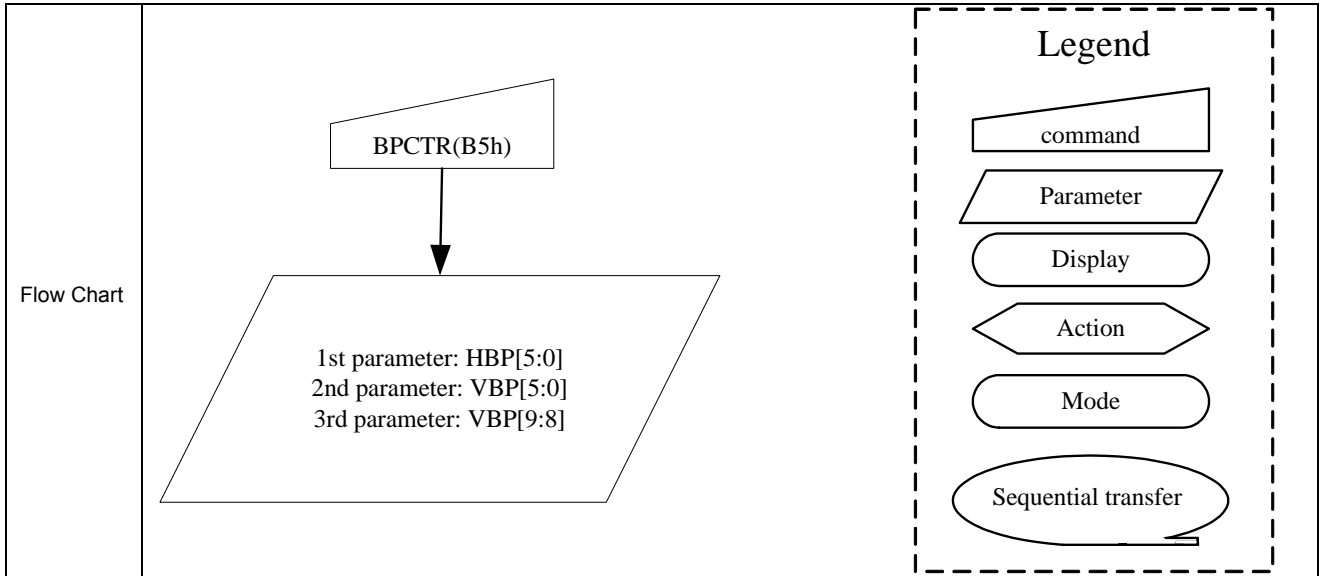 Flow Chart
BPCTR(B5h)
1st parameter: HBP[5:0]
2nd parameter: VBP[5:0]
3rd parameter: VBP[9:8]
Legend
command
Parameter
Display
Action
Mode
Sequential transfer